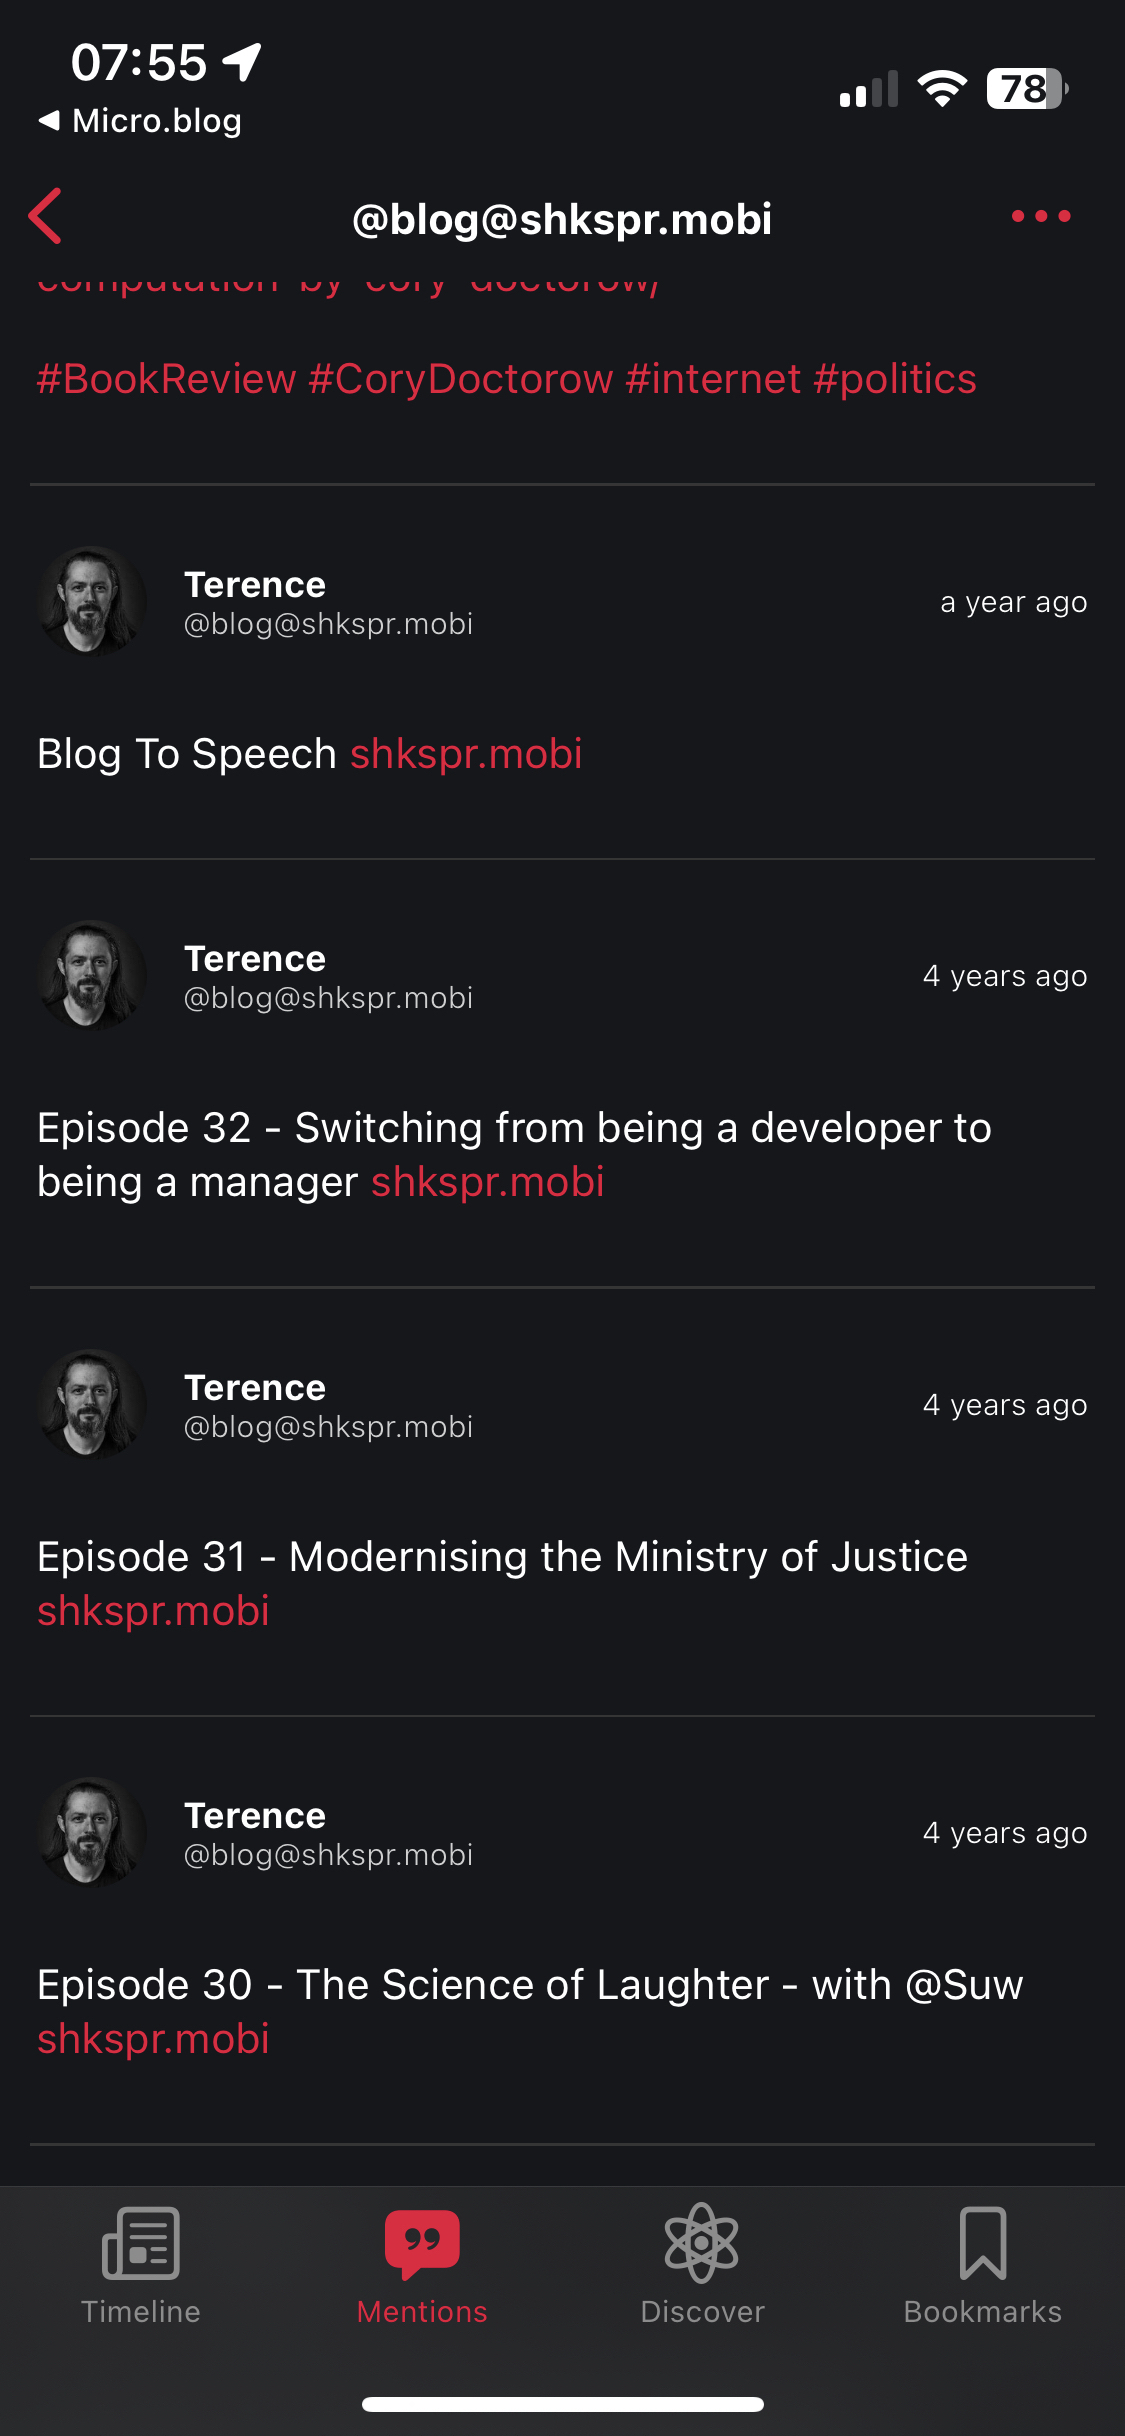 07:55
78
Micro.blog
@blog@shkspr.mobi
computation-by-cory-doctorow/
#BookReview #CoryDoctorow #internet #politics
Terence
@blog@shkspr.mobi
a year ago
Blog To Speech shkspr.mobi
Terence
@blog@shkspr.mobi
4 years ago
Episode 32 - Switching from being a developer to
being a manager shkspr.mobi
Terence
@blog@shkspr.mobi
4 years ago
Episode 31 - Modernising the Ministry of Justice
shkspr.mobi
Terence
@blog@shkspr.mobi
4 years ago
Episode 30 - The Science of Laughter - with @Suw
shkspr.mobi
Timeline
Mentions
Discover
Bookmarks